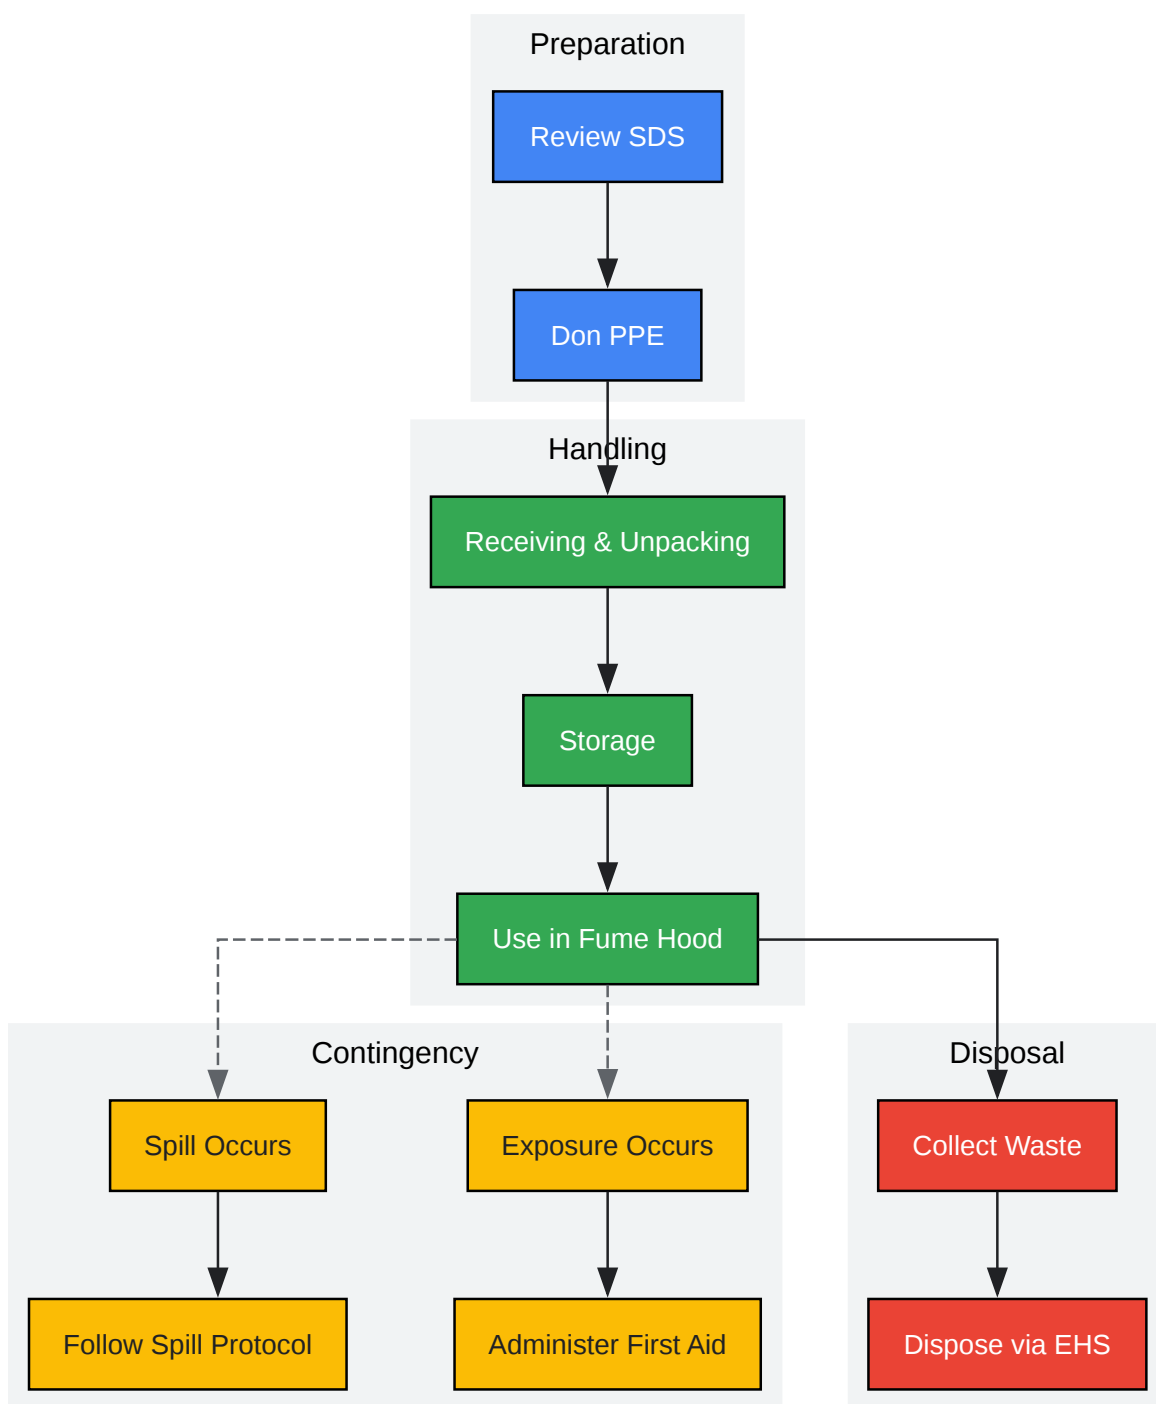 Preparation
Review SDS
Don PPE
Handling
Receiving & Unpacking
Storage
Use in Fume Hood
Contingency
Disposal
Spill Occurs
Exposure Occurs
Collect Waste
Follow Spill Protocol
Administer First Aid
Dispose via EHS